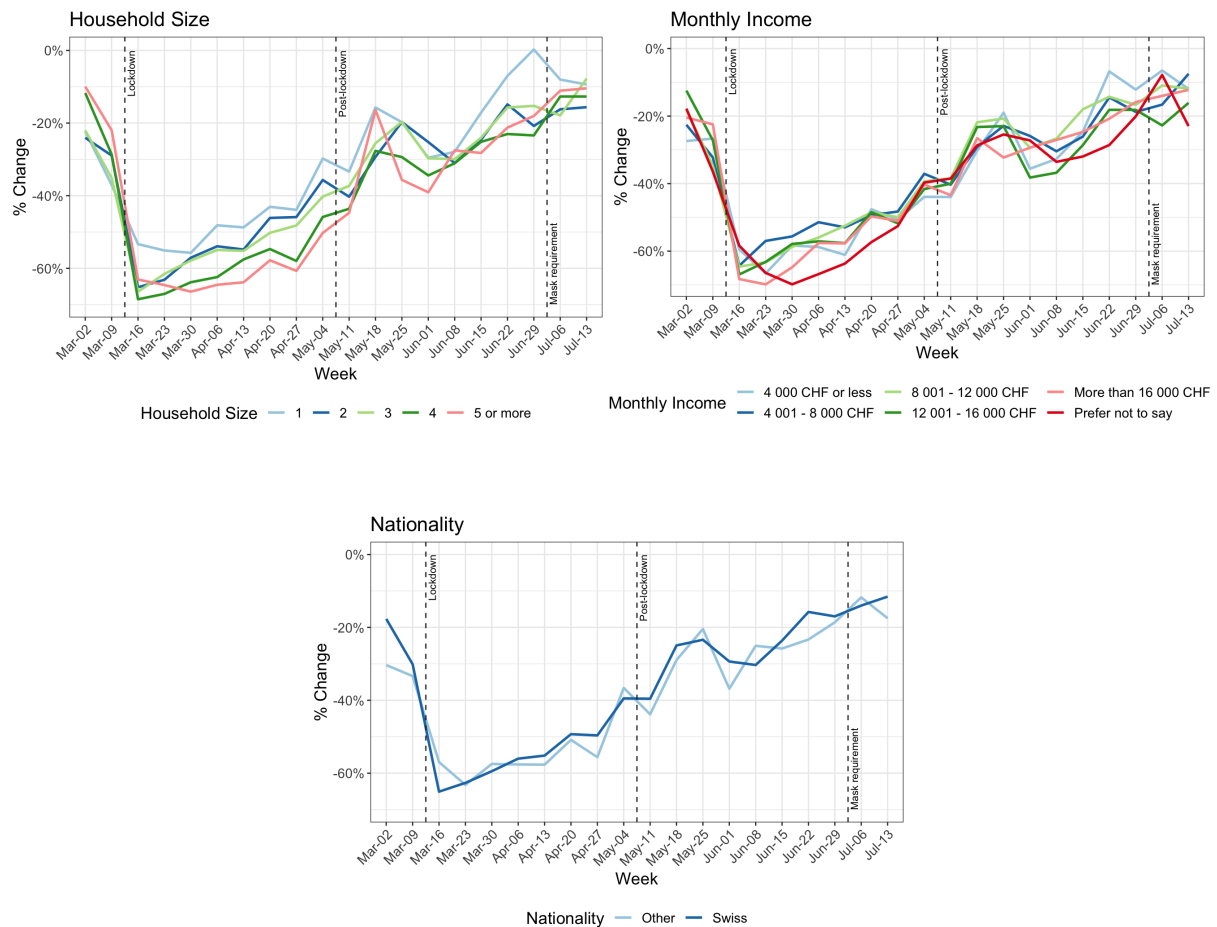 Household Size
% Change
0%
-20%
-40%
-60%
Lockdown
Post-lockdown
Mask requirement
Mar-02 Mar-09 Mar-16 Mar-23 Mar-30 Apr-06 Apr-13 Apr-20 Apr-27 May-04 May-11 May-18 May-25 Jun-01 Jun-08 Jun-15 Jun-22 Jun-29 Jul-06 Jul-13
Week
Household Size 1 2 3 4 5 or more
Monthly Income
% Change
0%
-20%
-40%
-60%
Lockdown
Post-lockdown
Mask requirement
Mar-02 Mar-09 Mar-16 Mar-23 Mar-30 Apr-06 Apr-13 Apr-20 Apr-27 May-04 May-11 May-18 May-25 Jun-01 Jun-08 Jun-15 Jun-22 Jun-29 Jul-06 Jul-13
Week
Monthly Income
4 000 CHF or less 8 001 - 12 000 CHF More than 16 000 CHF
4 001 - 8 000 CHF 12 001 - 16 000 CHF Prefer not to say
Nationality
% Change
0%
-20%
-40%
-60%
Lockdown
Post-lockdown
Mask requirement
Mar-02 Mar-09 Mar-16 Mar-23 Mar-30 Apr-06 Apr-13 Apr-20 Apr-27 May-04 May-11 May-18 May-25 Jun-01 Jun-08 Jun-15 Jun-22 Jun-29 Jul-06 Jul-13
Week
Nationality Other Swiss